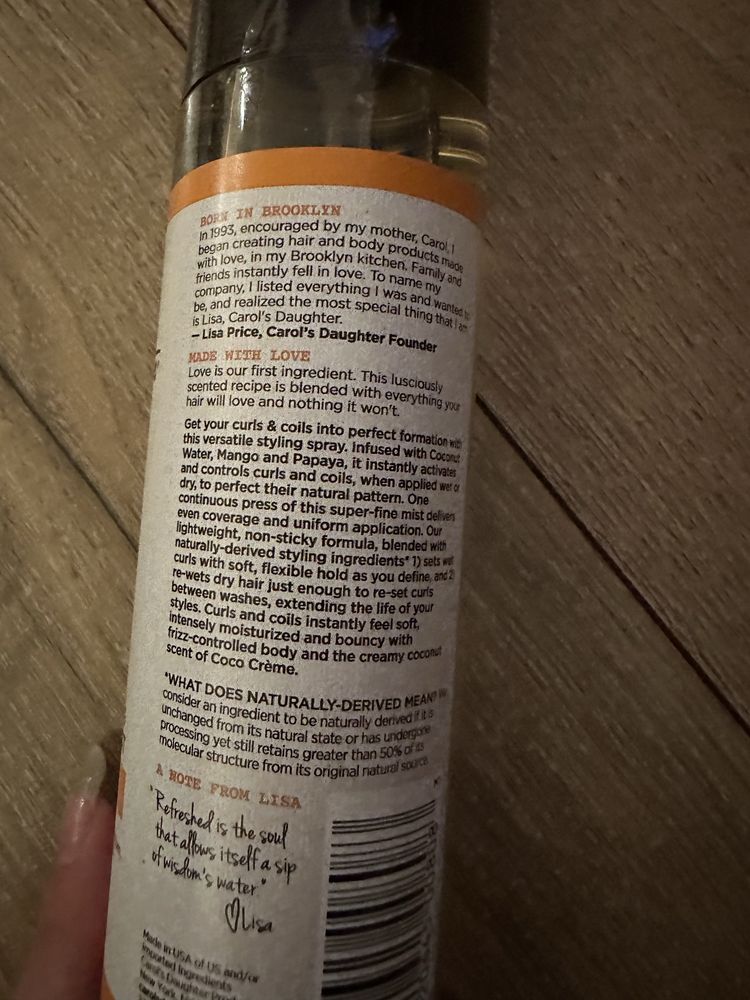 BORN IN BROOKLYN
In 1993, encouraged by my mother, Carol, I
began creating hair and body products made
with love, in my Brooklyn kitchen. Family and
friends instantly fell in love. To name my
company, I listed everything I was and wanted to
be, and realized the most special thing that I am
is Lisa, Carol's Daughter.
– Lisa Price, Carol's Daughter Founder
MADE WITH LOVE
Love is our first ingredient. This lusciously
scented recipe is blended with everything your
hair will love and nothing it won't.
Get your curls & coils into perfect formation with
this versatile styling spray. Infused with Coconut
Water, Mango and Papaya, it instantly activates
and controls curls and coils, when applied wet or
dry, to perfect their natural pattern. One
continuous press of this super-fine mist delivers
even coverage and uniform application. Our
lightweight, non-sticky formula, blended with
naturally-derived styling ingredients* 1) sets wet
curls with soft, flexible hold as you define, and 2)
re-wets dry hair just enough to re-set curls
between washes, extending the life of your
styles. Curls and coils instantly feel soft,
intensely moisturized and bouncy with
frizz-controlled body and the creamy coconut
scent of Coco Crème.
*WHAT DOES NATURALLY-DERIVED MEAN? We
consider an ingredient to be naturally derived if it is
unchanged from its natural state or has undergone
processing yet still retains greater than 50% of its
molecular structure from its original natural source.
A NOTE FROM LISA
"Refreshed is the soul
that allows itself a sip
of wisdom's water"
♡Lisa
Made in USA of US and/or
Imported Ingredients
Carol's Daughter
New York,